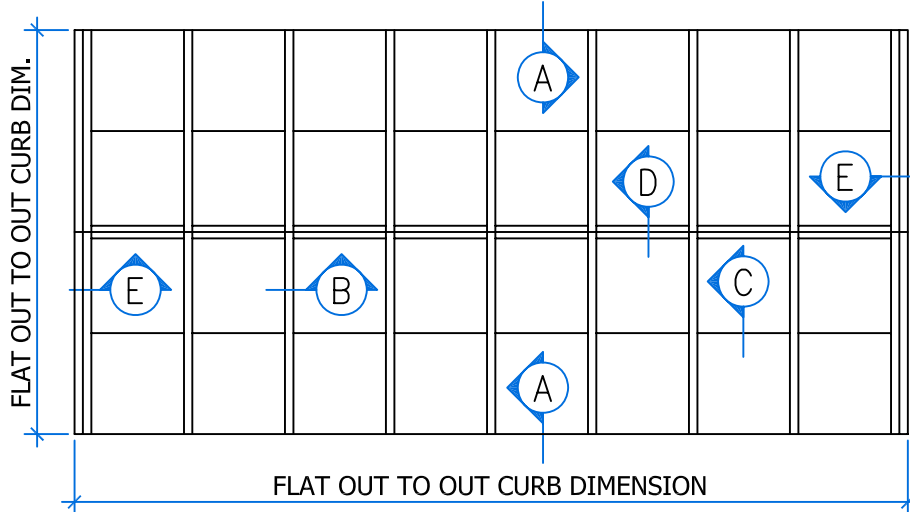 A
FLAT OUT TO OUT CURB DIM.
D
E
E
B
C
A
FLAT OUT TO OUT CURB DIMENSION